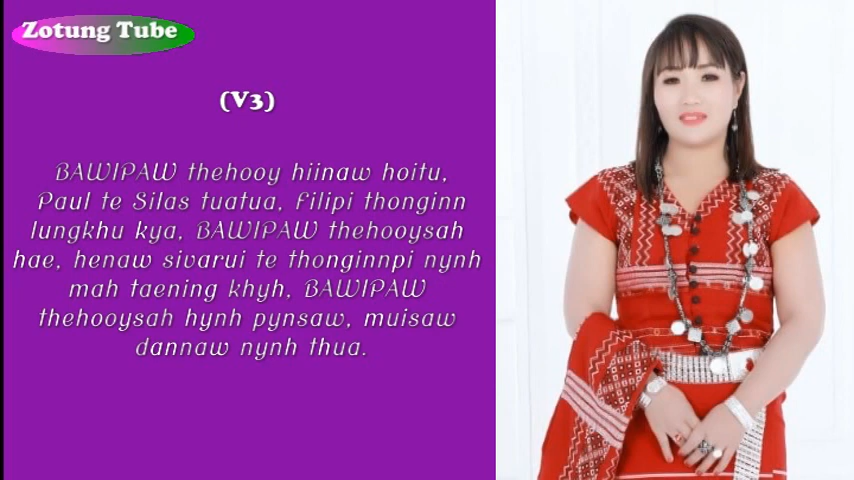 Zotung Tube
(V3)
BAWIPAW thehooy hiinaw hoitu,
Paul te Silas tuatua, Filipi thonginn
lungkhu kya, BAWIPAW thehooysah
hae, henaw sivarui te thonginnpi nynh
mah taening khyh, BAWIPAW
thehooysah hynh pynsaw, muisaw
dannaw nynh thua.